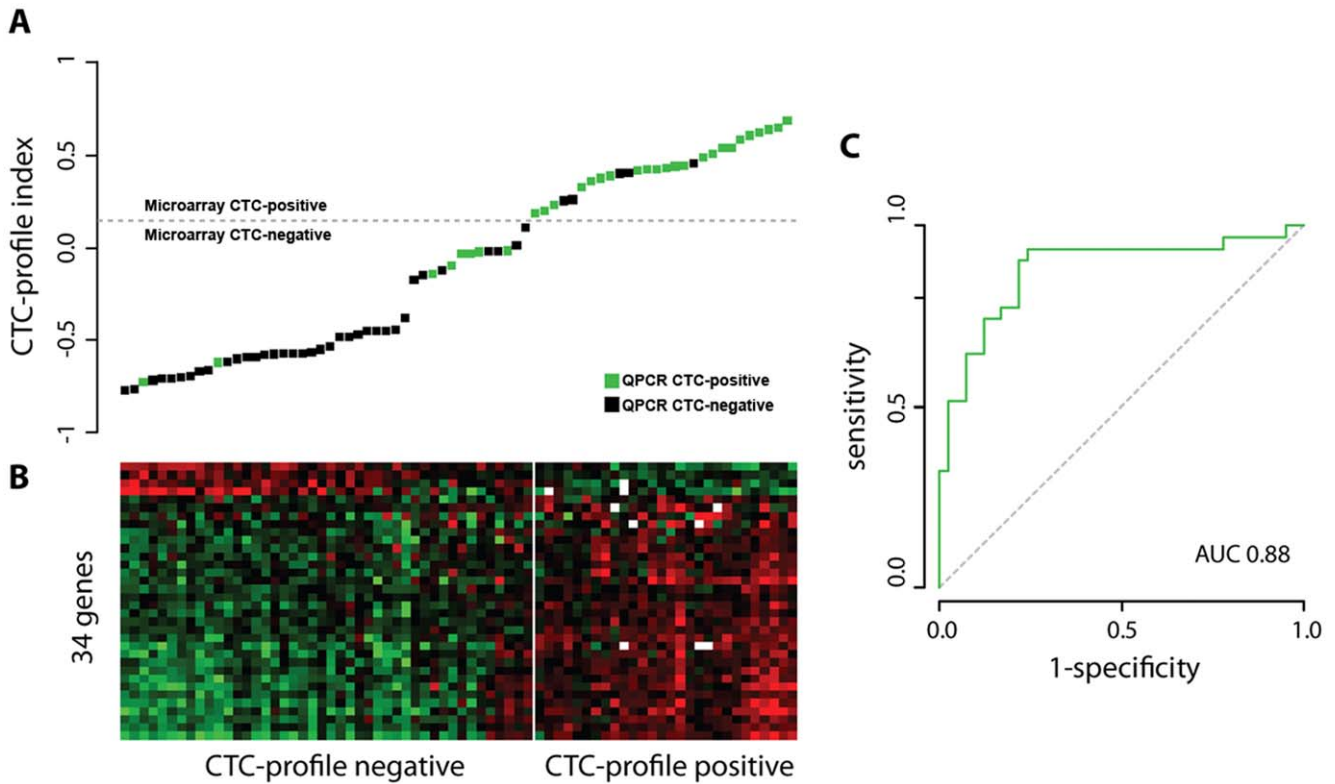 A
1
0.5
0.0
-0.5
-1
CTC-profile index
Microarray CTC-positive
Microarray CTC-negative
QPCR CTC-positive
QPCR CTC-negative
B
34 genes
CTC-profile negative
CTC-profile positive
C
1.0
0.5
0.0
sensitivity
AUC 0.88
0.0
0.5
1.0
1-specificity